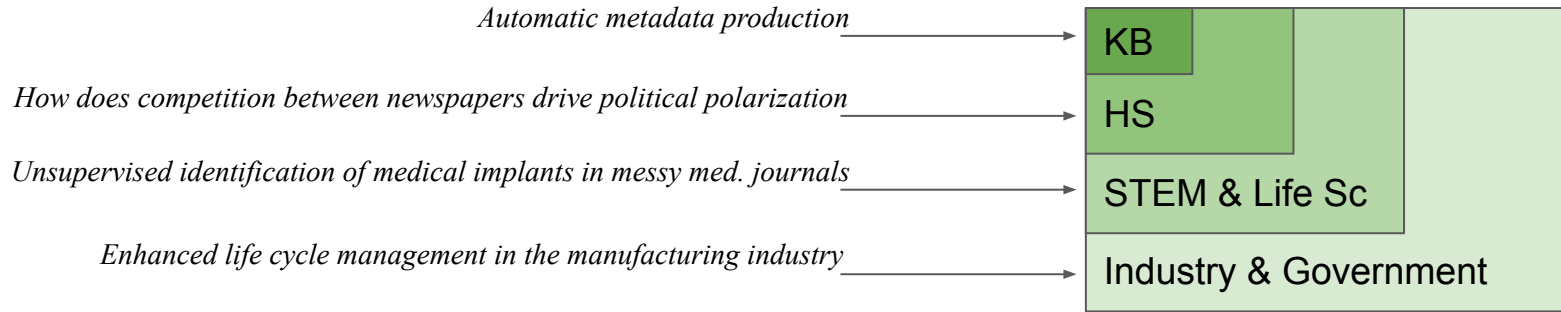 Automatic metadata production
KB
How does competition between newspapers drive political polarization
HS
Unsupervised identification of medical implants in messy med. journals
STEM & Life Sc
Enhanced life cycle management in the manufacturing industry
Industry & Government